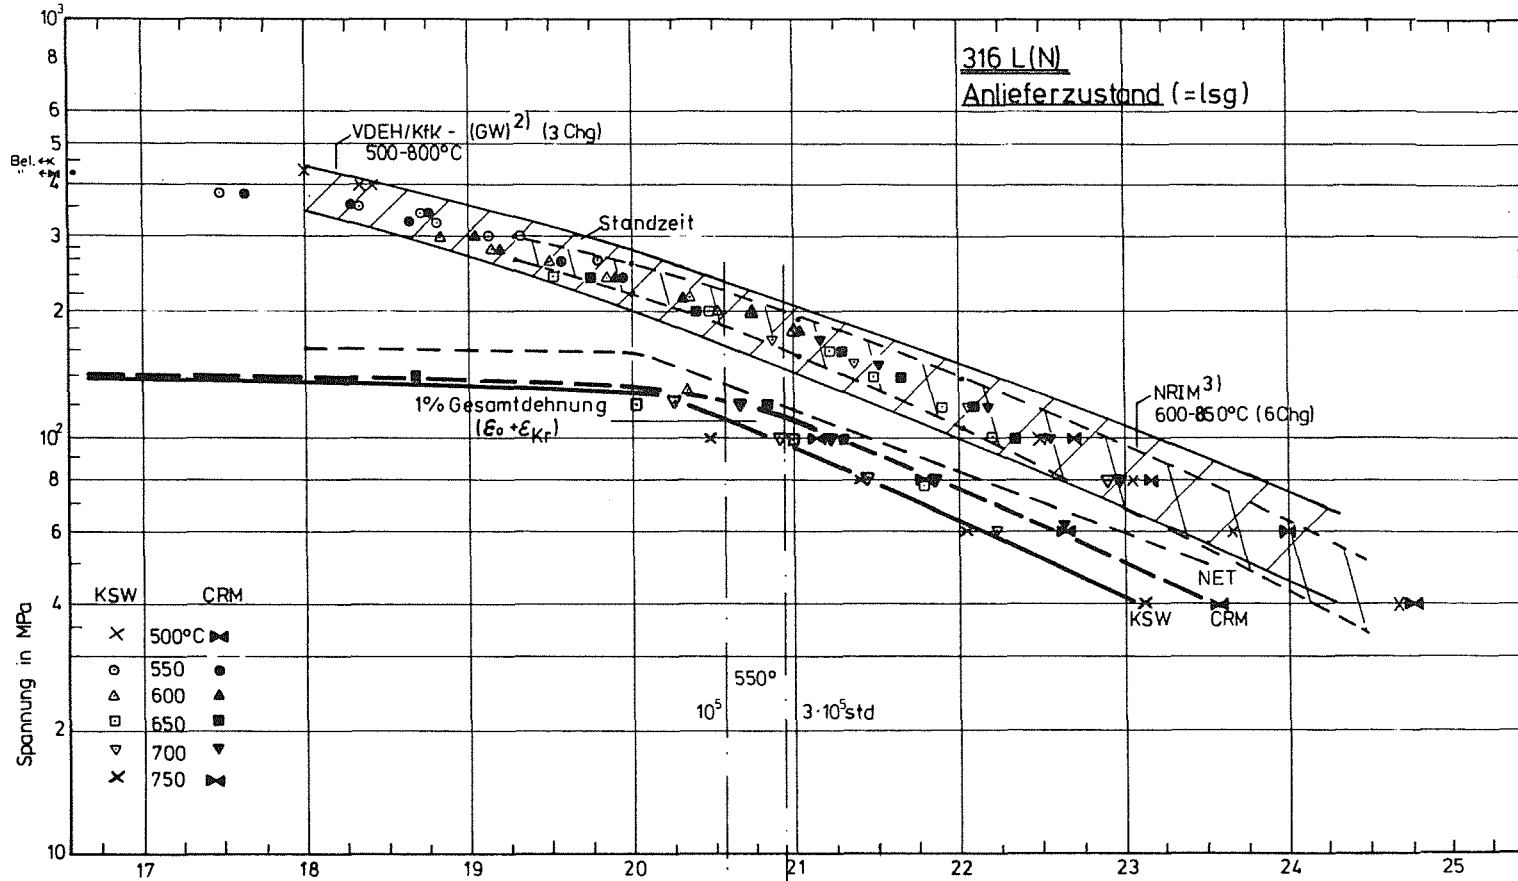 10³
8
6
5
4
3
2
10²
8
6
4
2
10
Bel.
"
Spannung in MPa
316 L(N)
Anlieferzustand (=lsg)
VDEH/KfK - (GW)²⁾ (3 Chg)
500-800°C
Standzeit
1% Gesamtdehnung
(ε₀+εKr)
NRIM³⁾
600-850°C (6Chg)
NET
KSW
CRM
KSW CRM
500°C
550
600
650
700
750
550°
10⁵
3·10⁵std
17 18 19 20 21 22 23 24 25